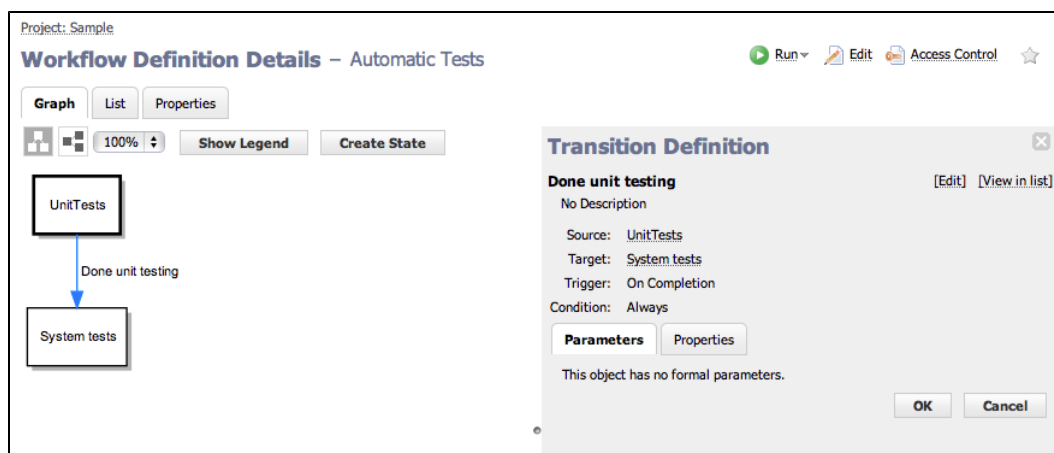 Project: Sample
Workflow Definition Details – Automatic Tests
Run Edit Access Control
Graph List Properties
100% Show Legend Create State
UnitTests
Done unit testing
System tests
Transition Definition
Done unit testing [Edit] [View in list]
No Description
Source: UnitTests
Target: System tests
Trigger: On Completion
Condition: Always
Parameters Properties
This object has no formal parameters.
OK Cancel